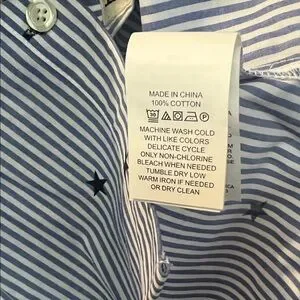 MADE IN CHINA
100% COTTON
MACHINE WASH COLD
WITH LIKE COLORS
DELICATE CYCLE
ONLY NON-CHLORINE
BLEACH WHEN NEEDED
TUMBLE DRY LOW
WARM IRON IF NEEDED
OR DRY CLEAN